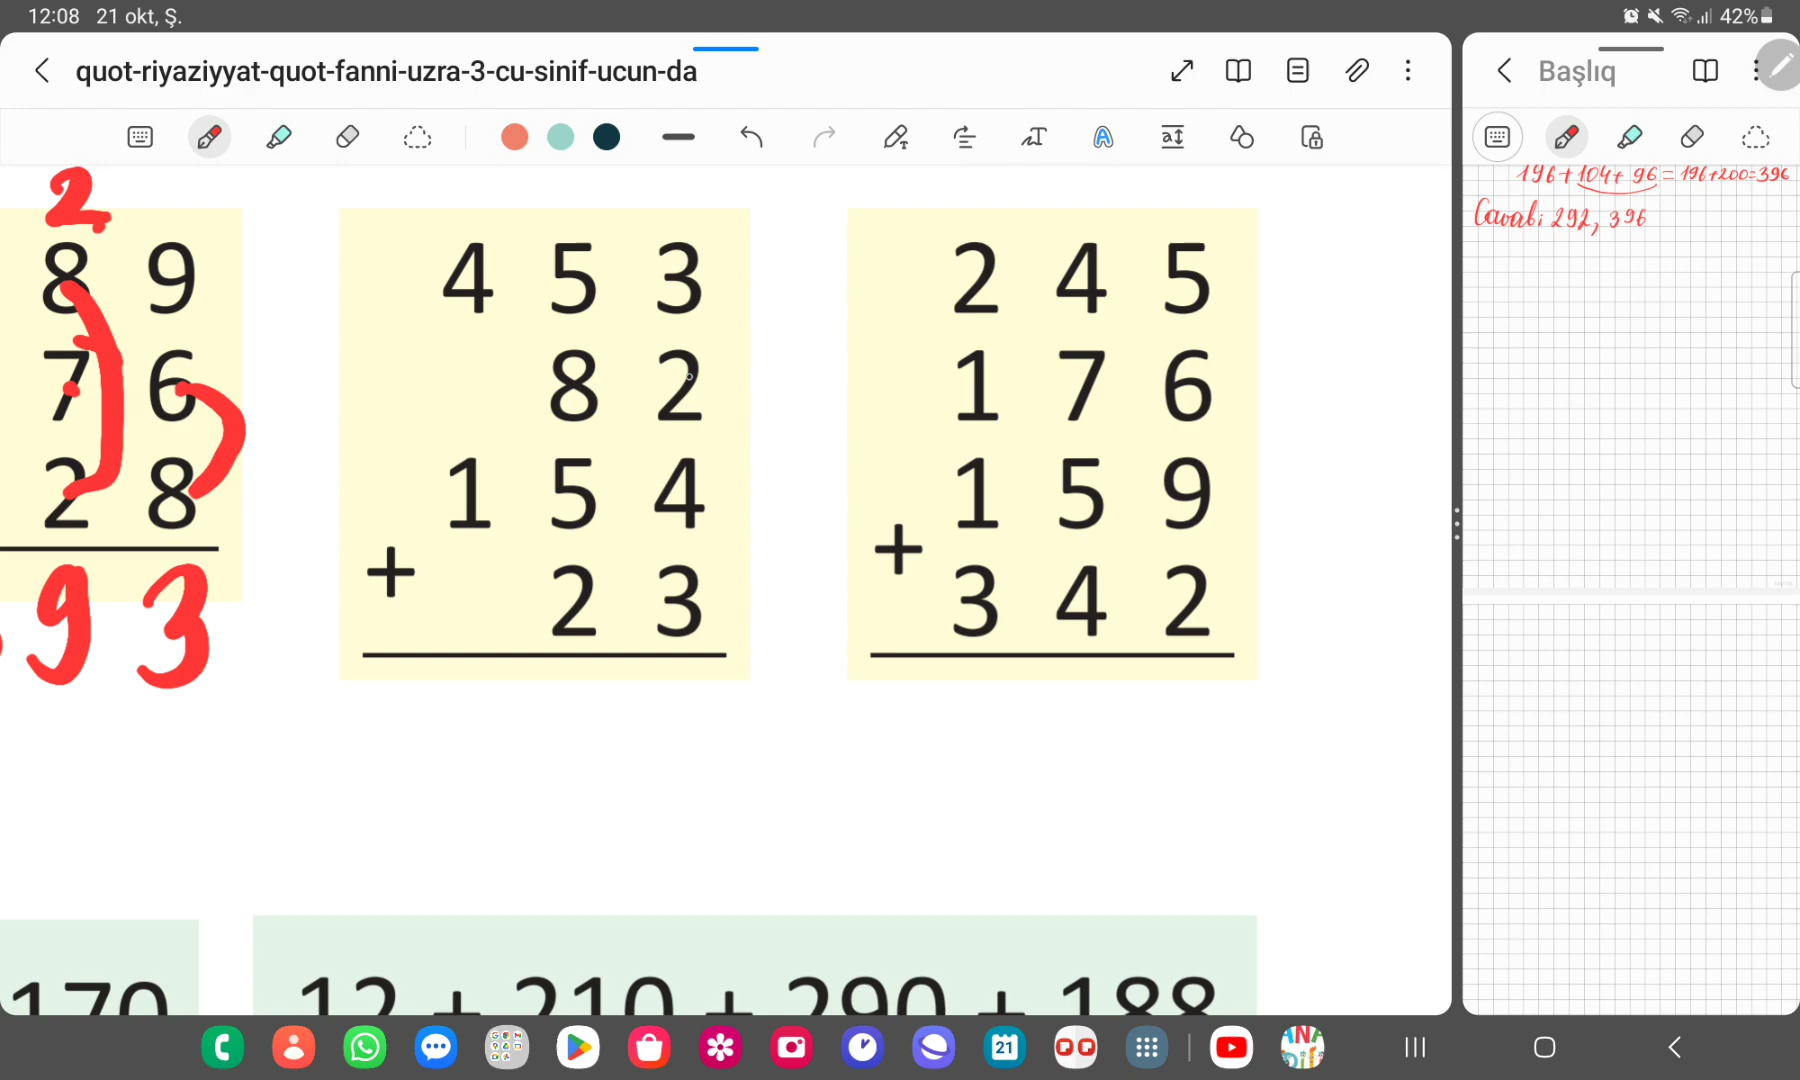 12:08 21 okt, Ş.
42%
quot-riyaziyyat-quot-fanni-uzra-3-cu-sinif-ucun-da
Başlıq
2
8 9
7 6
2 8
9 3
4 5 3
8 2
1 5 4
+ 2 3
2 4 5
1 7 6
1 5 9
+ 3 4 2
170
12 + 210 + 290 + 188
196+104+96=196+200=396
Cavab: 292, 396
21